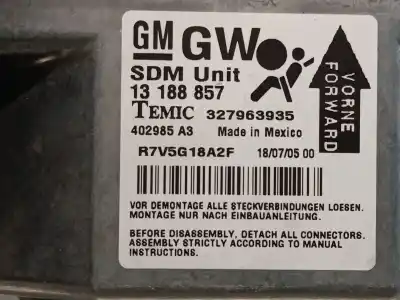 GM GW
SDM Unit
13 188 857
TEMIC 327963935
402985 A3 Made in Mexico
R7V5G18A2F 18/07/05 00
VORNE
FORWARD
VOR DEMONTAGE ALLE STECKVERBINDUNGEN LOESEN.
MONTAGE NUR NACH EINBAUANLEITUNG.
BEFORE DISASSEMBLY, DETACH ALL CONNECTORS.
ASSEMBLY STRICTLY ACCORDING TO MANUAL
INSTRUCTIONS.